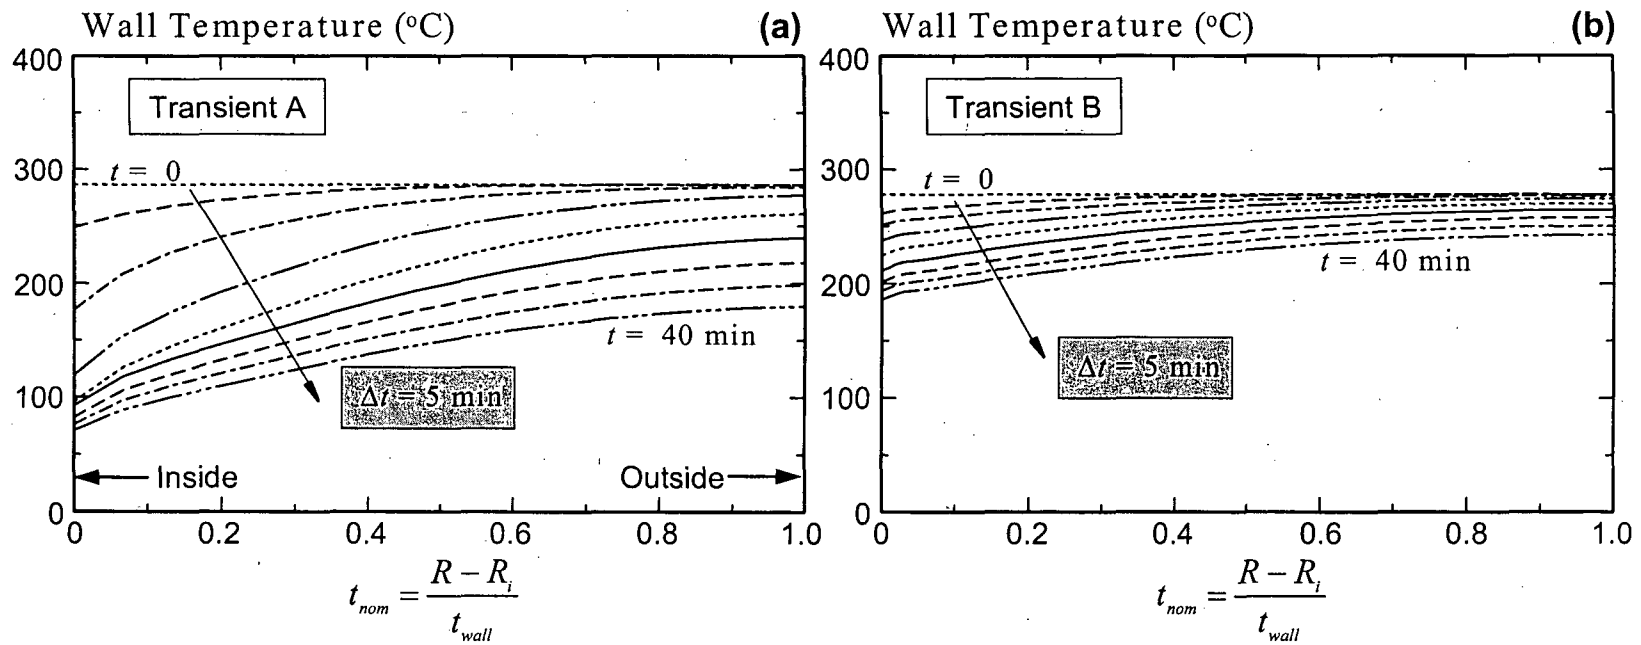 Wall Temperature (°C) (a)
400
300
200
100
0
Transient A
t = 0
t = 40 min
Δt = 5 min
Inside
Outside
0 0.2 0.4 0.6 0.8 1.0
t_nom = (R − R_i) / t_wall
Wall Temperature (°C) (b)
400
300
200
100
0
Transient B
t = 0
t = 40 min
Δt = 5 min
0 0.2 0.4 0.6 0.8 1.0
t_nom = (R − R_i) / t_wall